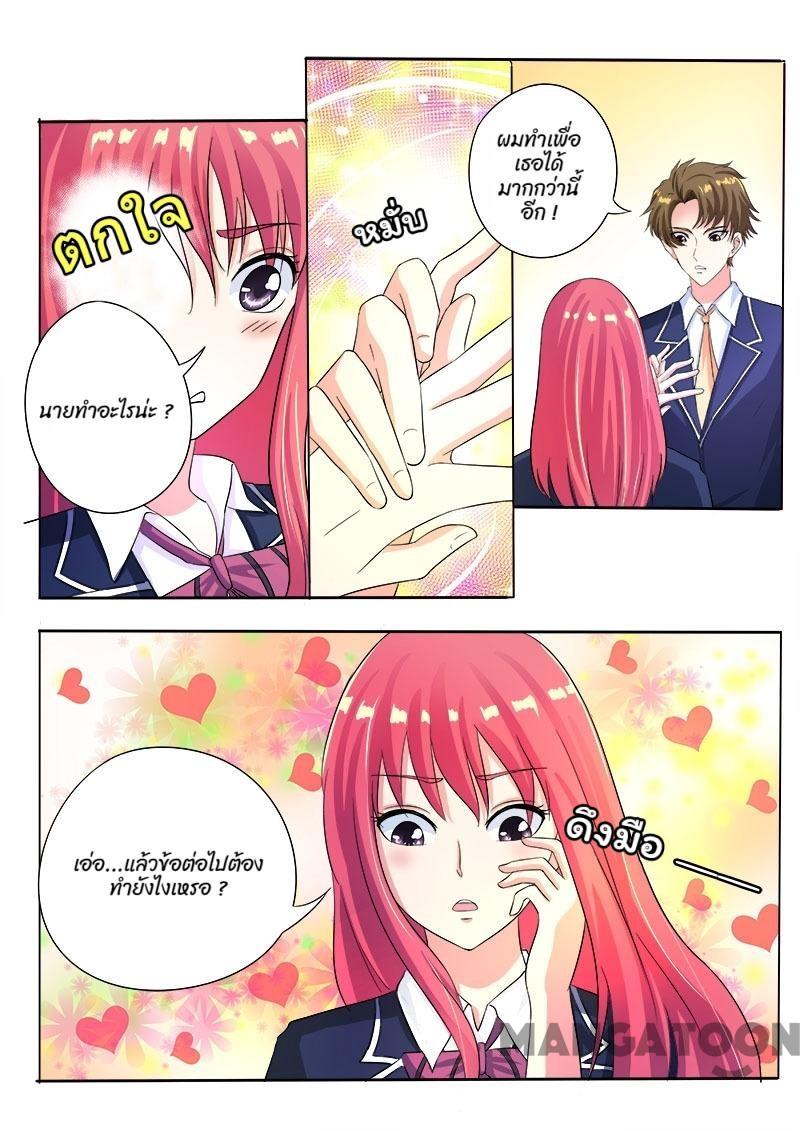 ตกใจ
นายทำอะไรน่ะ ?
หมั่บ
ผมทำเพื่อ
เธอได้
มากกว่านี้
อีก !
เอ่อ...แล้วข้อต่อไปต้อง
ทำยังไงเหรอ ?
ดึงมือ
MANGATOON